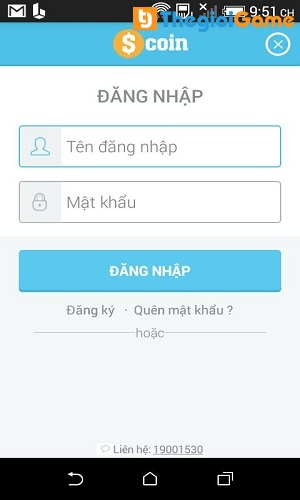 ThegioiGame
9:51 CH
$ coin
ĐĂNG NHẬP
Tên đăng nhập
Mật khẩu
ĐĂNG NHẬP
Đăng ký · Quên mật khẩu ?
hoặc
Liên hệ: 19001530